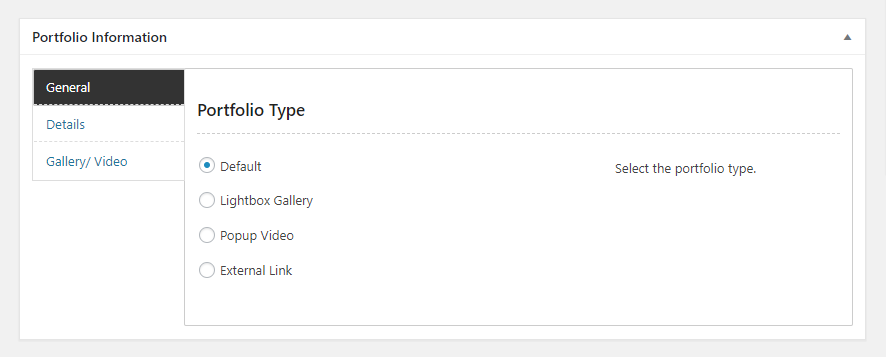 Portfolio Information
General
Details
Gallery/ Video
Portfolio Type
Default
Select the portfolio type.
Lightbox Gallery
Popup Video
External Link